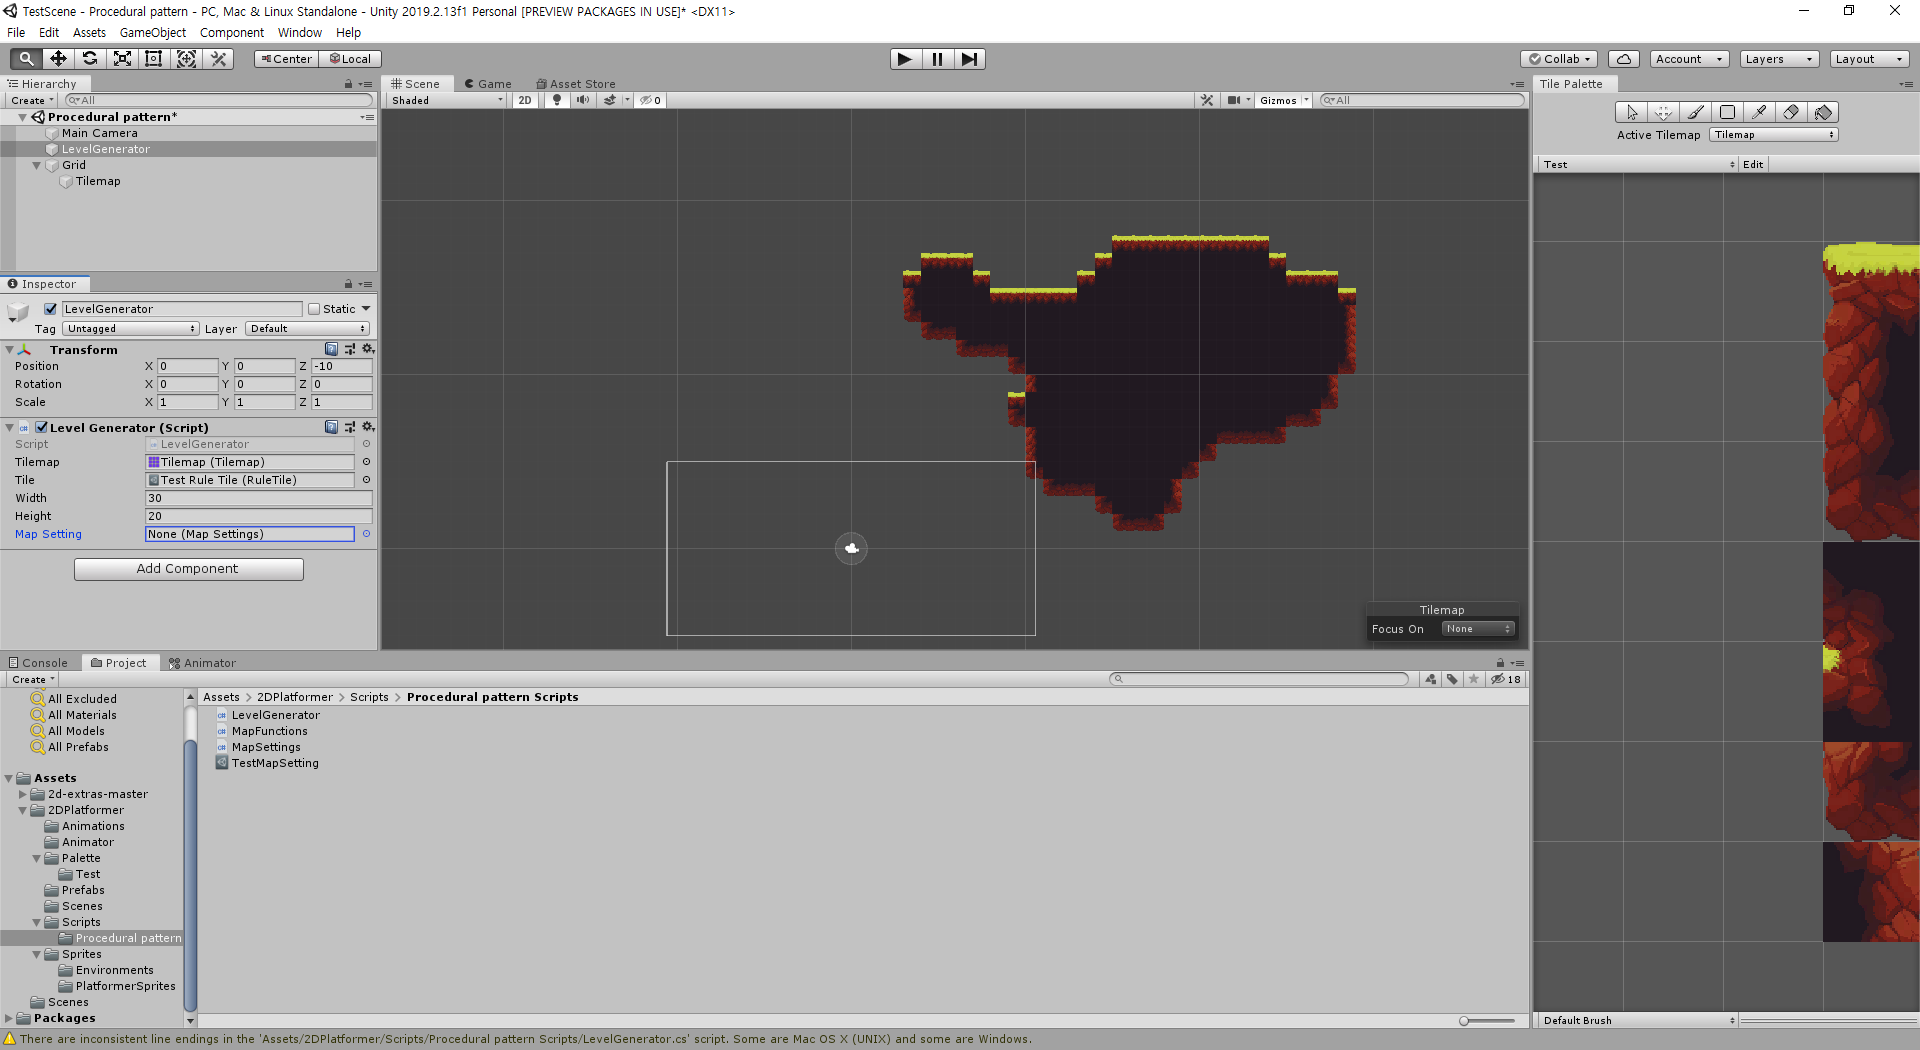 TestScene - Procedural pattern - PC, Mac & Linux Standalone - Unity 2019.2.13f1 Personal [PREVIEW PACKAGES IN USE]* <DX11>
File Edit Assets GameObject Component Window Help
Center Local Collab Account Layers Layout
Hierarchy
Create All
Procedural pattern*
Main Camera
LevelGenerator
Grid
Tilemap
Inspector
LevelGenerator Static
Tag Untagged Layer Default
Transform
Position X 0 Y 0 Z -10
Rotation X 0 Y 0 Z 0
Scale X 1 Y 1 Z 1
Level Generator (Script)
Script LevelGenerator
Tilemap Tilemap (Tilemap)
Tile Test Rule Tile (RuleTile)
Width 30
Height 20
Map Setting None (Map Settings)
Add Component
Scene Game Asset Store
Shaded 2D 0 Gizmos All
Tilemap
Focus On None
Tile Palette
Active Tilemap Tilemap
Test Edit
Default Brush
Console Project Animator
Create 18
All Excluded
All Materials
All Models
All Prefabs
Assets
2d-extras-master
2DPlatformer
Animations
Animator
Palette
Test
Prefabs
Scenes
Scripts
Procedural pattern
Sprites
Environments
PlatformerSprites
Scenes
Packages
Assets > 2DPlatformer > Scripts > Procedural pattern Scripts
LevelGenerator
MapFunctions
MapSettings
TestMapSetting
There are inconsistent line endings in the 'Assets/2DPlatformer/Scripts/Procedural pattern Scripts/LevelGenerator.cs' script. Some are Mac OS X (UNIX) and some are Windows.